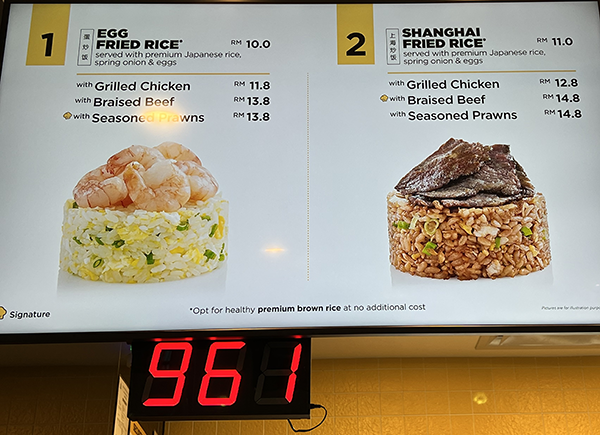 1
蛋炒饭
EGG
FRIED RICE*
RM 10.0
served with premium Japanese rice,
spring onion & eggs
with Grilled Chicken RM 11.8
with Braised Beef RM 13.8
with Seasoned Prawns RM 13.8
2
上海炒饭
SHANGHAI
FRIED RICE*
RM 11.0
served with premium Japanese rice,
spring onion & eggs
with Grilled Chicken RM 12.8
with Braised Beef RM 14.8
with Seasoned Prawns RM 14.8
Signature
*Opt for healthy premium brown rice at no additional cost
Pictures are for illustration
961